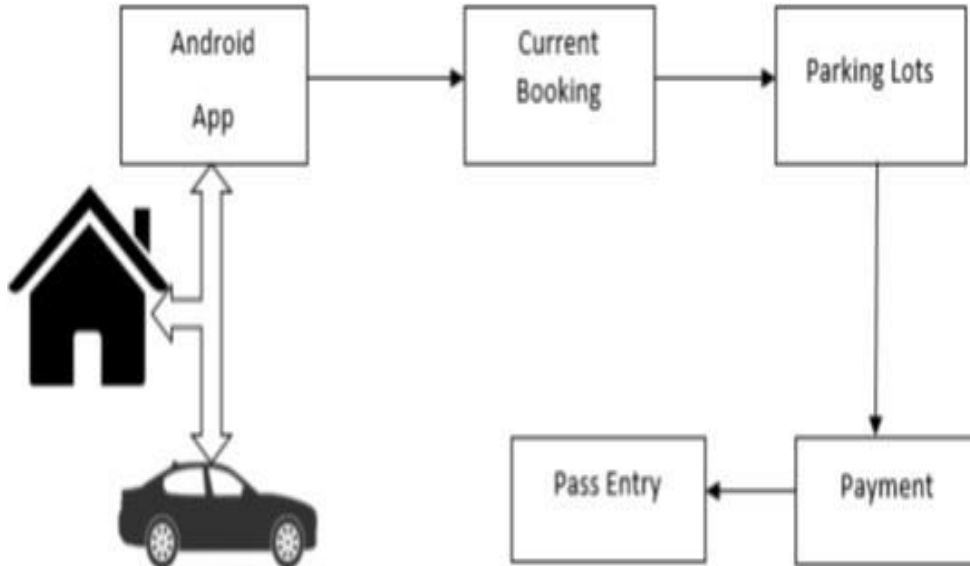 Android
App
Current
Booking
Parking Lots
Pass Entry
Payment